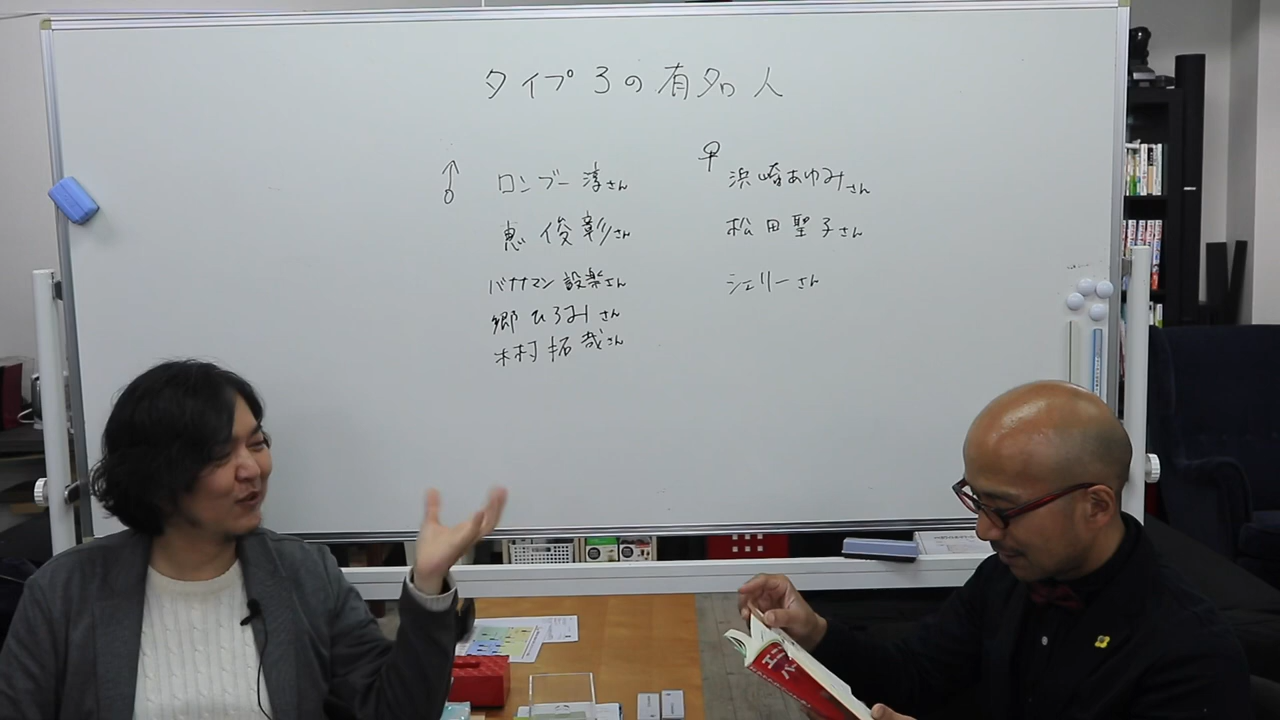 タイプ3の有名人
♂
ロンブー 淳さん
恵 俊彰さん
バナナマン 設楽さん
郷ひろみさん
木村拓哉さん
♀
浜崎あゆみさん
松田聖子さん
シェリーさん